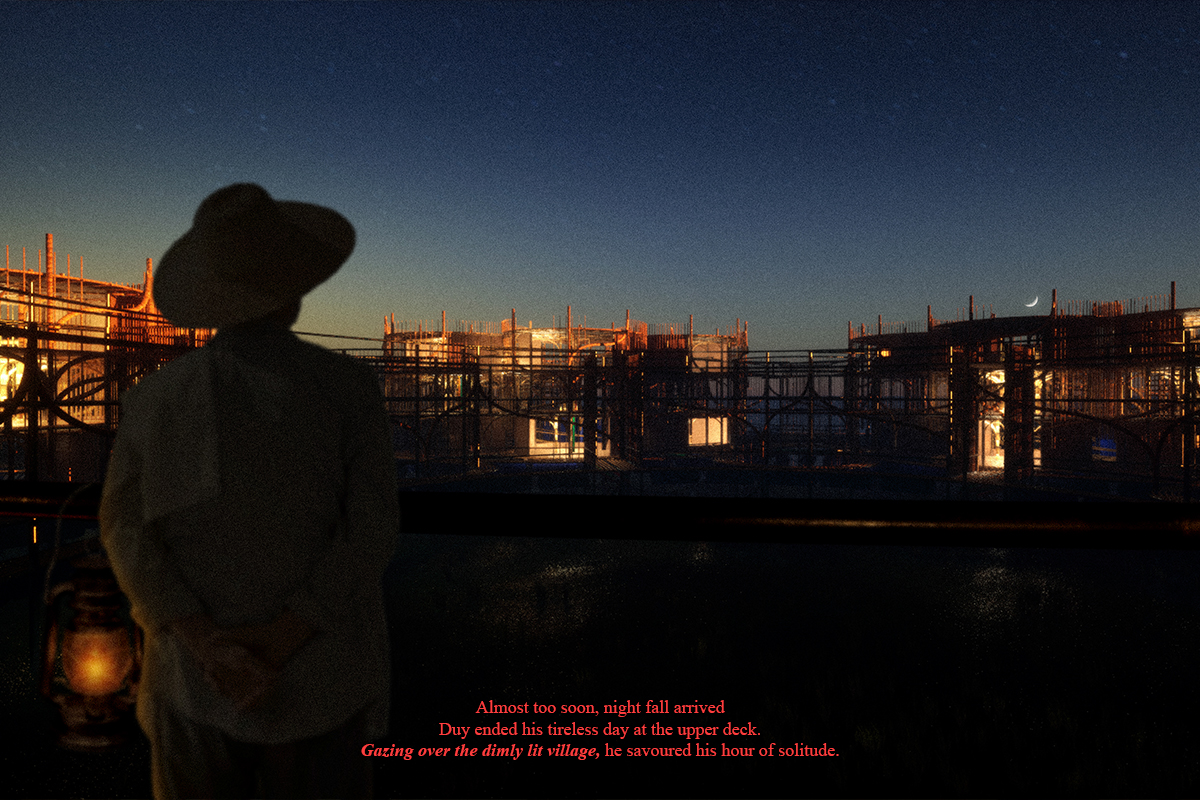 Almost too soon, night fall arrived
Duy ended his tireless day at the upper deck.
Gazing over the dimly lit village, he savoured his hour of solitude.